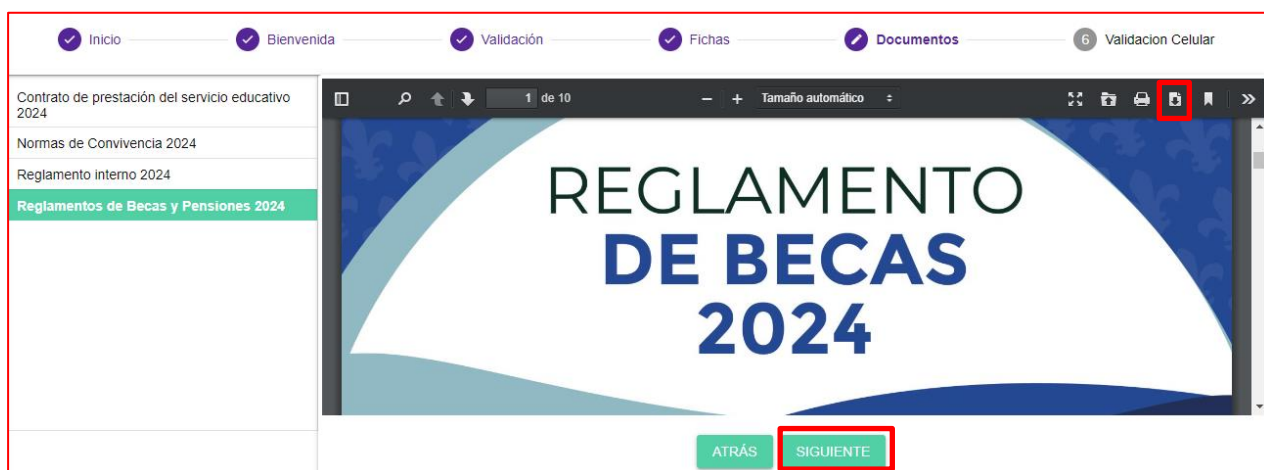 Inicio
Bienvenida
Validación
Fichas
Documentos
6 Validacion Celular
Contrato de prestación del servicio educativo
2024
Normas de Convivencia 2024
Reglamento interno 2024
Reglamentos de Becas y Pensiones 2024
1 de 10
Tamaño automático
REGLAMENTO
DE BECAS
2024
ATRÁS
SIGUIENTE